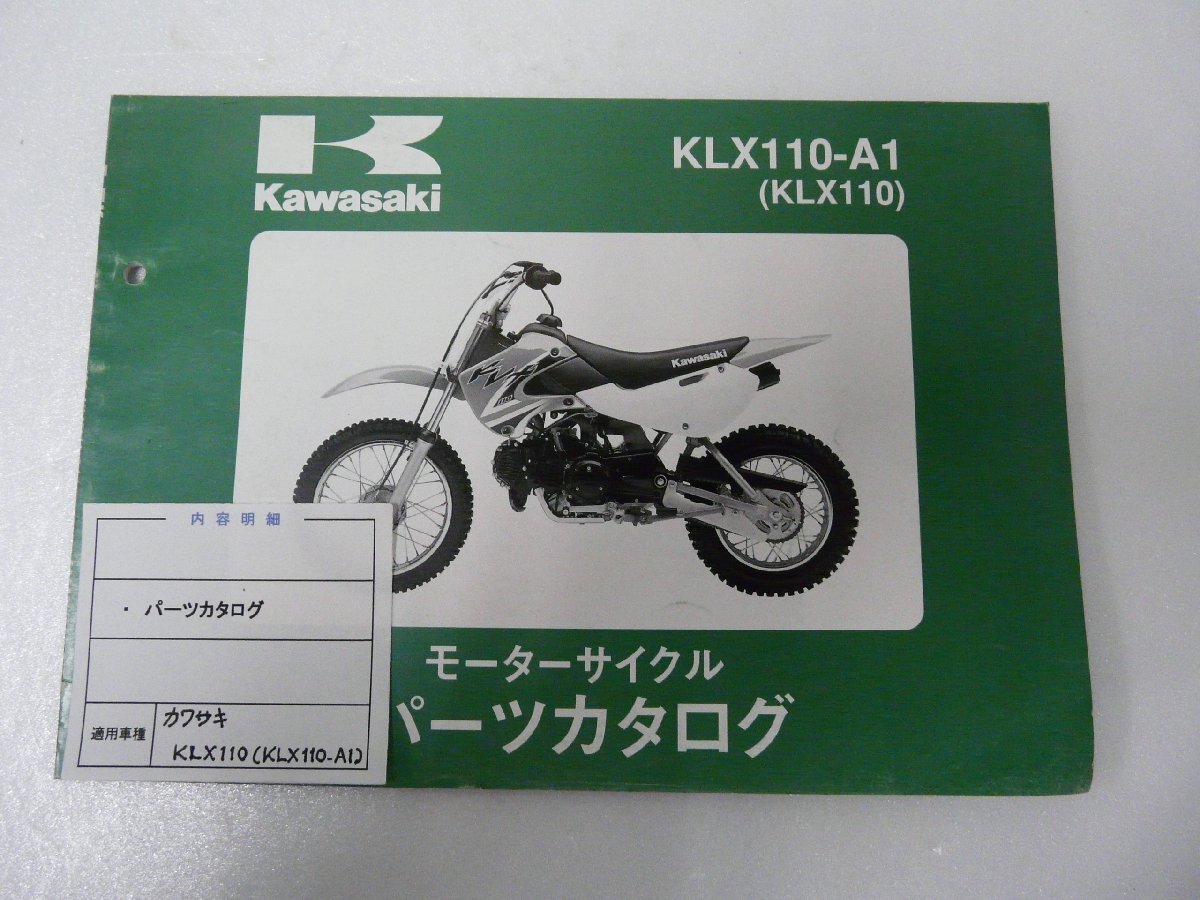 Kawasaki
KLX110-A1
(KLX110)
Kawasaki
KLX
110
モーターサイクル
パーツカタログ
内容明細
・ パーツカタログ
適用車種
カワサキ
KLX110(KLX110-A1)